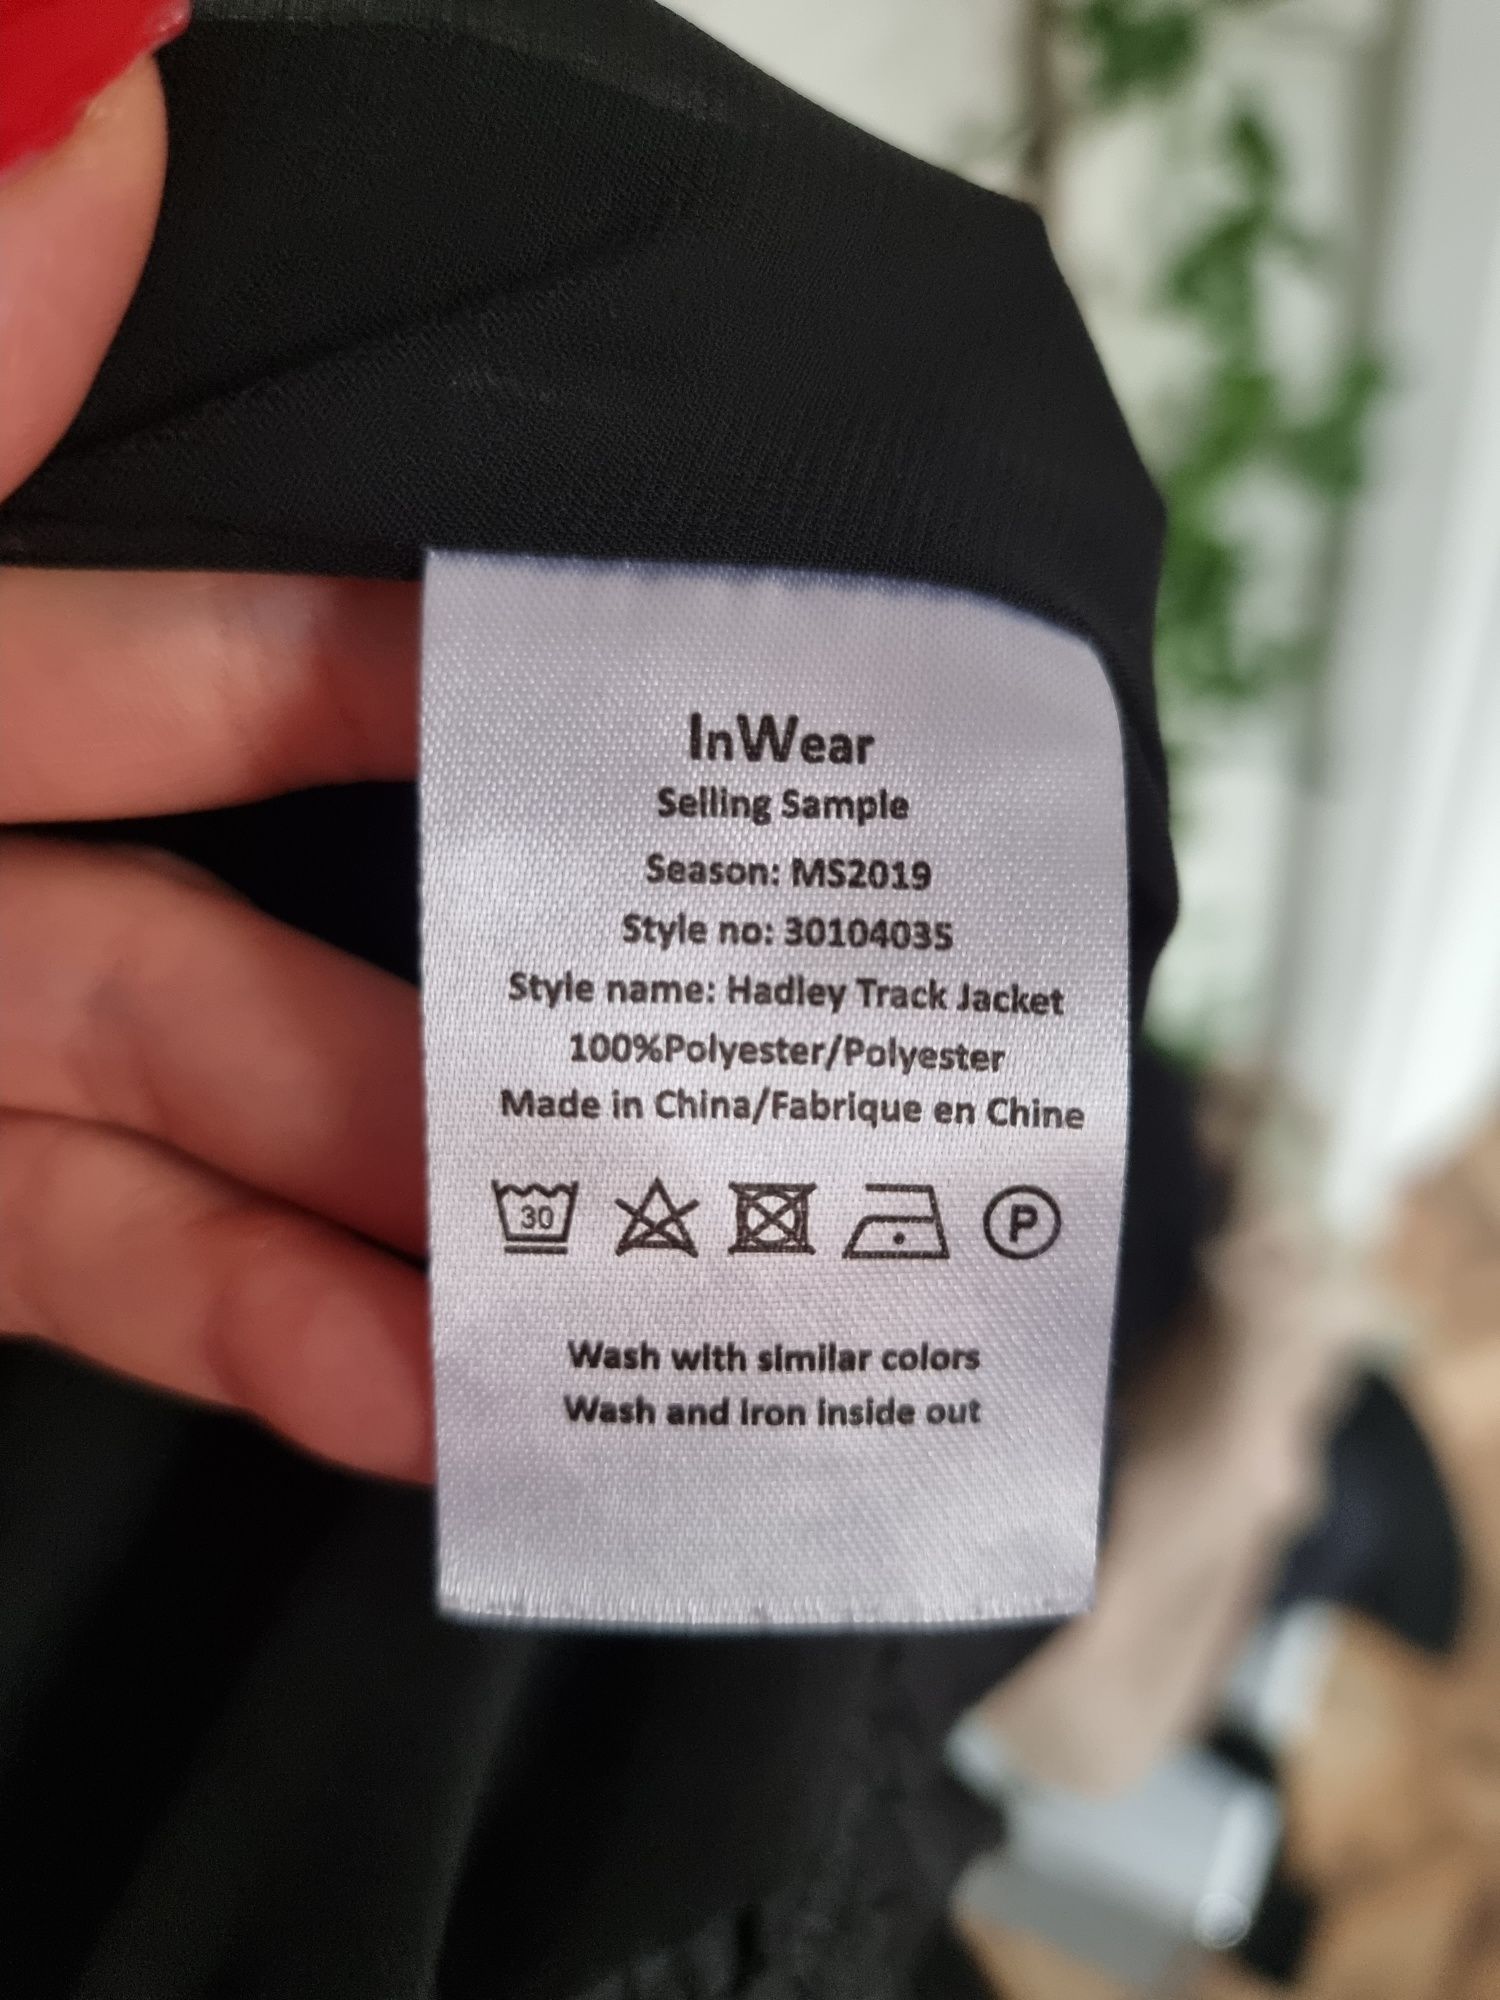 InWear
Selling Sample
Season: MS2019
Style no: 30104035
Style name: Hadley Track Jacket
100%Polyester/Polyester
Made in China/Fabrique en Chine
30 P
Wash with similar colors
Wash and iron inside out